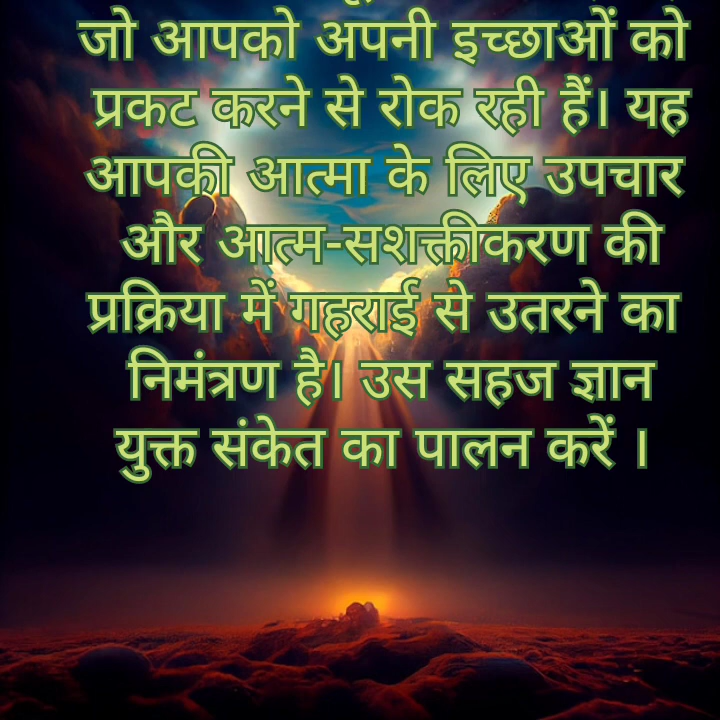 जो आपको अपनी इच्छाओं को
प्रकट करने से रोक रही हैं। यह
आपकी आत्मा के लिए उपचार
और आत्म-सशक्तीकरण की
प्रक्रिया में गहराई से उतरने का
निमंत्रण है। उस सहज ज्ञान
युक्त संकेत का पालन करें ।